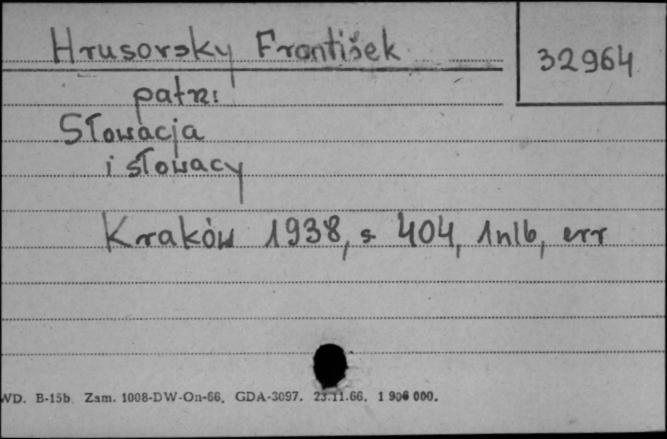 Hrusovsky František
32964
patrz:
Słowacja
i słowacy
Kraków 1938, s 404, 1nlb, err
WD. B-15b Zam. 1008-DW-On-66. GDA-3097. 23.11.66. 1 906 000.